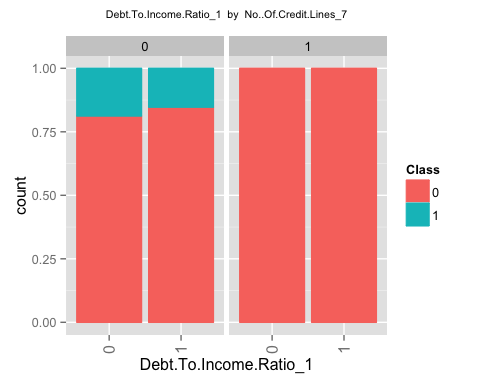 Debt.To.Income.Ratio_1 by No..Of.Credit.Lines_7
0 1
1.00
0.75
0.50
0.25
0.00
count
0 1 0 1
Debt.To.Income.Ratio_1
Class
0
1